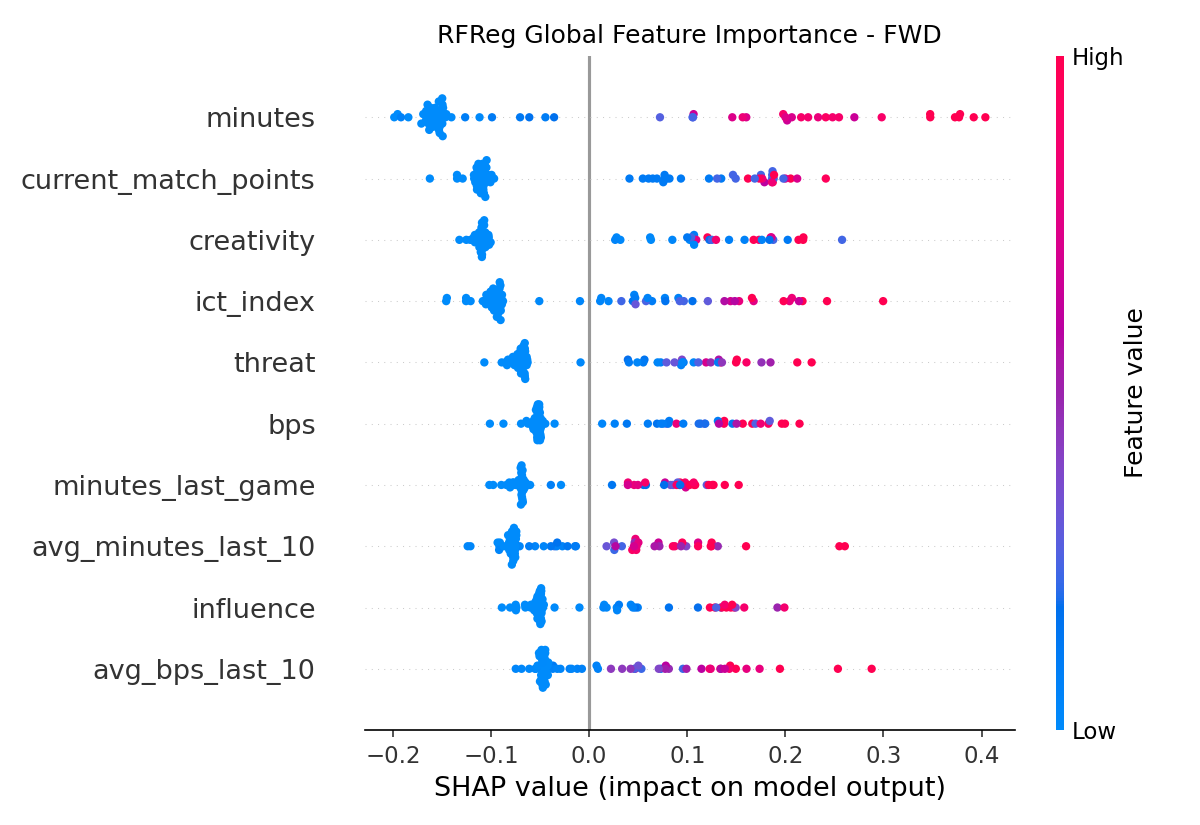 RFReg Global Feature Importance - FWD
High
minutes
current_match_points
creativity
ict_index
threat
bps
minutes_last_game
avg_minutes_last_10
influence
avg_bps_last_10
Feature value
Low
−0.2 −0.1 0.0 0.1 0.2 0.3 0.4
SHAP value (impact on model output)